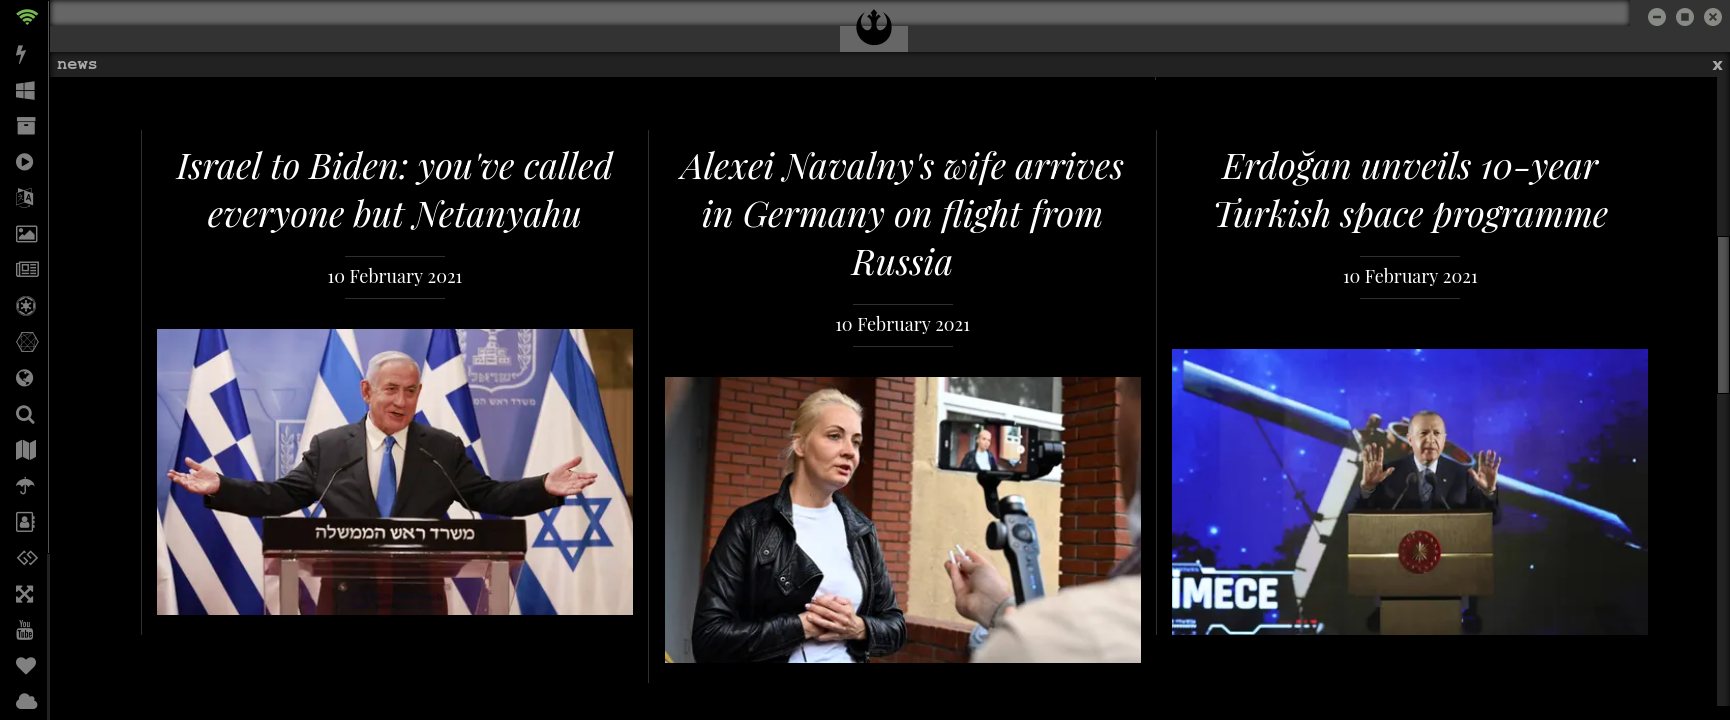 news
x
Israel to Biden: you've called
everyone but Netanyahu
10 February 2021
משרד ראש הממשלה
Alexei Navalny's wife arrives
in Germany on flight from
Russia
10 February 2021
Erdoğan unveils 10-year
Turkish space programme
10 February 2021
İMECE
You
Tube